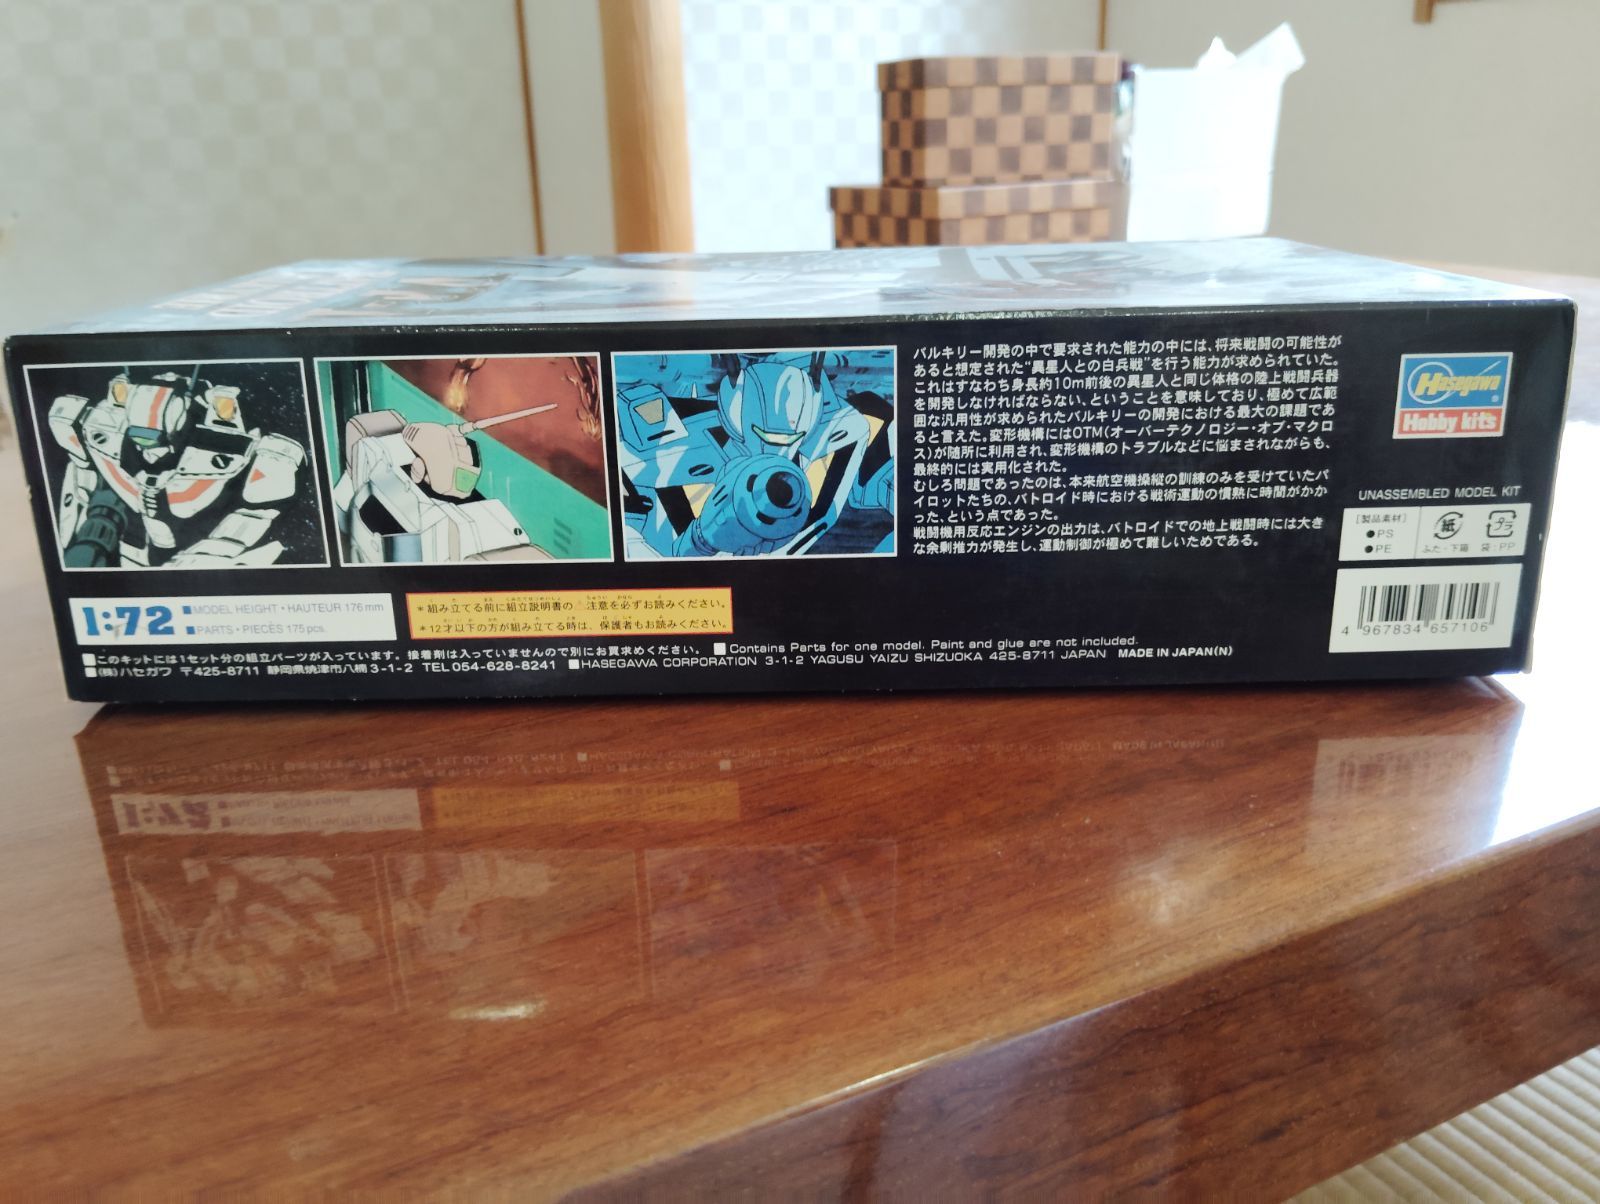 バルキリー開発の中で要求された能力の中には、将来戦闘の可能性が
あると想定された“異星人との白兵戦”を行う能力が求められていた。
これはすなわち身長約10m前後の異星人と同じ体格の陸上戦闘兵器
を開発しなければならない、ということを意味しており、極めて広範
囲な汎用性が求められたバルキリーの開発における最大の課題であ
ると言えた。変形機構にはOTM(オーバーテクノロジー・オブ・マクロ
ス)が随所に利用され、変形機構のトラブルなどに悩まされながらも、
最終的には実用化された。
むしろ問題であったのは、本来航空機操縦の訓練のみを受けていたパ
イロットたちの、バトロイド時における戦術運動の慣熟に時間がかか
った、という点であった。
戦闘機用反応エンジンの出力は、バトロイドでの地上戦闘時には大き
な余剰推力が発生し、運動制御が極めて難しいためである。
Hasegawa
Hobby kits
UNASSEMBLED MODEL KIT
[製品素材]
●PS
●PE
紙
ふた・下箱
プラ
袋:PP
4 967834 657106
1:72
■MODEL HEIGHT・HAUTEUR 176mm
■PARTS・PIECES 175pcs.
*組み立てる前に組立説明書の⚠注意を必ずお読みください。
*12才以下の方が組み立てる時は、保護者もお読みください。
■このキットには1セット分の組立パーツが入っています。接着剤は入っていませんので別にお買求めください。 ■Contains Parts for one model. Paint and glue are not included.
■(株)ハセガワ 〒425-8711 静岡県焼津市八楠3-1-2 TEL054-628-8241 ■HASEGAWA CORPORATION 3-1-2 YAGUSU YAIZU SHIZUOKA 425-8711 JAPAN MADE IN JAPAN(N)